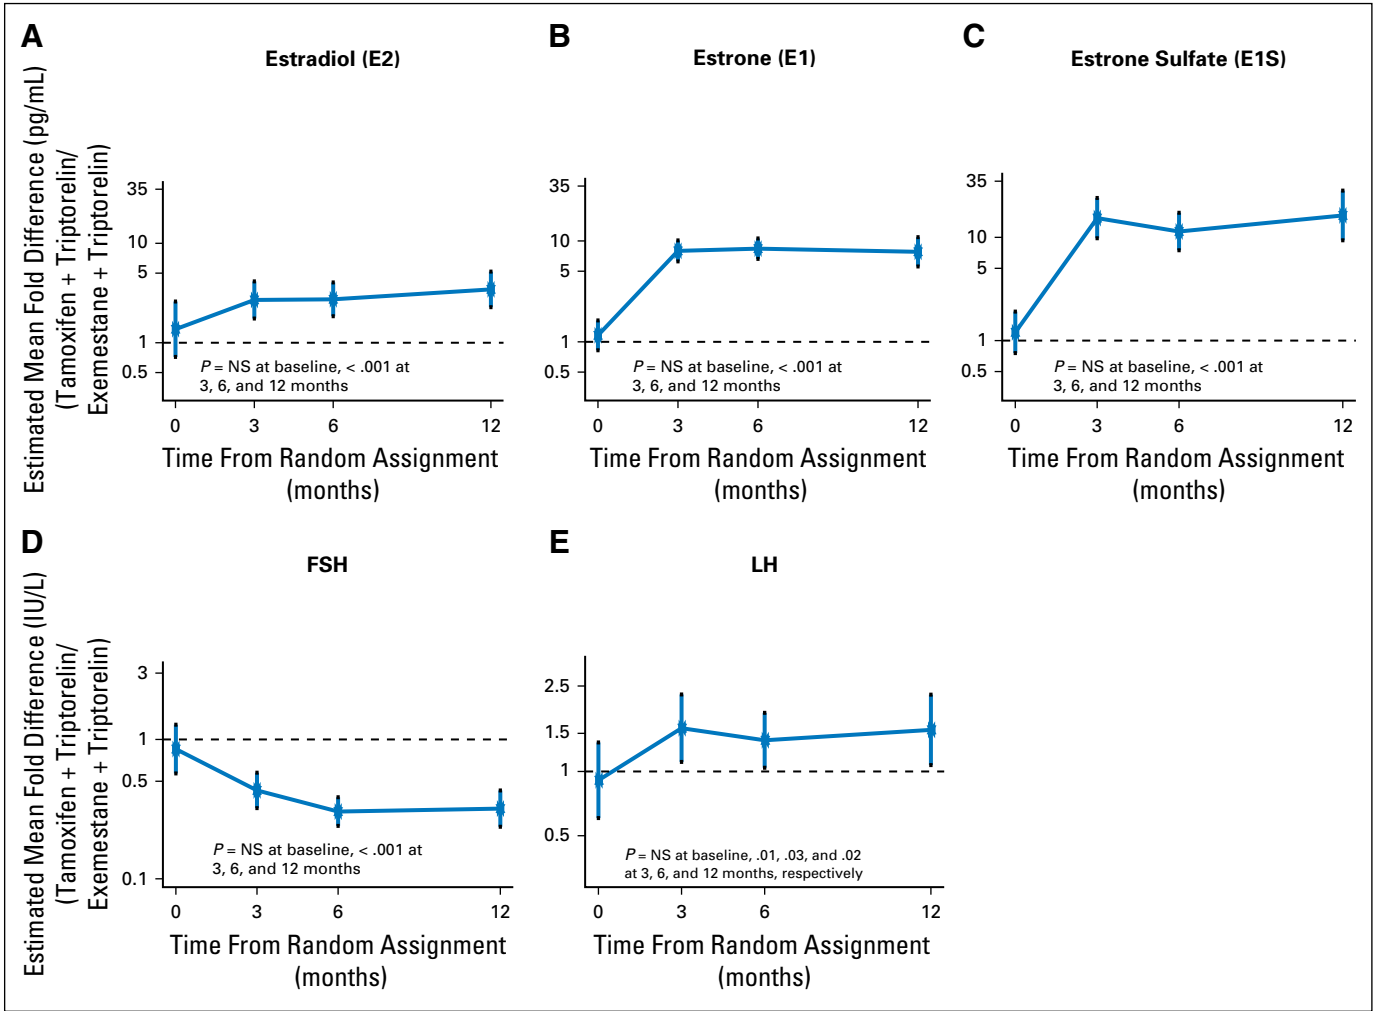 A
Estradiol (E2)
Estimated Mean Fold Difference (pg/mL)
(Tamoxifen + Triptorelin/
Exemestane + Triptorelin)
35
10
5
1
0.5
P = NS at baseline, < .001 at
3, 6, and 12 months
0 3 6 12
Time From Random Assignment
(months)
B
Estrone (E1)
35
10
5
1
0.5
P = NS at baseline, < .001 at
3, 6, and 12 months
0 3 6 12
Time From Random Assignment
(months)
C
Estrone Sulfate (E1S)
35
10
5
1
0.5
P = NS at baseline, < .001 at
3, 6, and 12 months
0 3 6 12
Time From Random Assignment
(months)
D
FSH
Estimated Mean Fold Difference (IU/L)
(Tamoxifen + Triptorelin/
Exemestane + Triptorelin)
3
1
0.5
0.1
P = NS at baseline, < .001 at
3, 6, and 12 months
0 3 6 12
Time From Random Assignment
(months)
E
LH
2.5
1.5
1
0.5
P = NS at baseline, .01, .03, and .02
at 3, 6, and 12 months, respectively
0 3 6 12
Time From Random Assignment
(months)